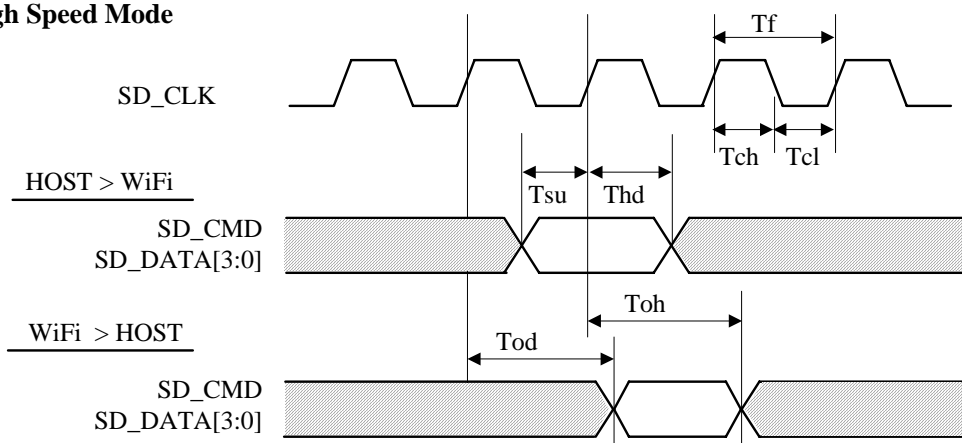 gh Speed Mode
Tf
SD_CLK
Tch Tcl
HOST > WiFi
Tsu Thd
SD_CMD
SD_DATA[3:0]
Toh
WiFi > HOST
Tod
SD_CMD
SD_DATA[3:0]